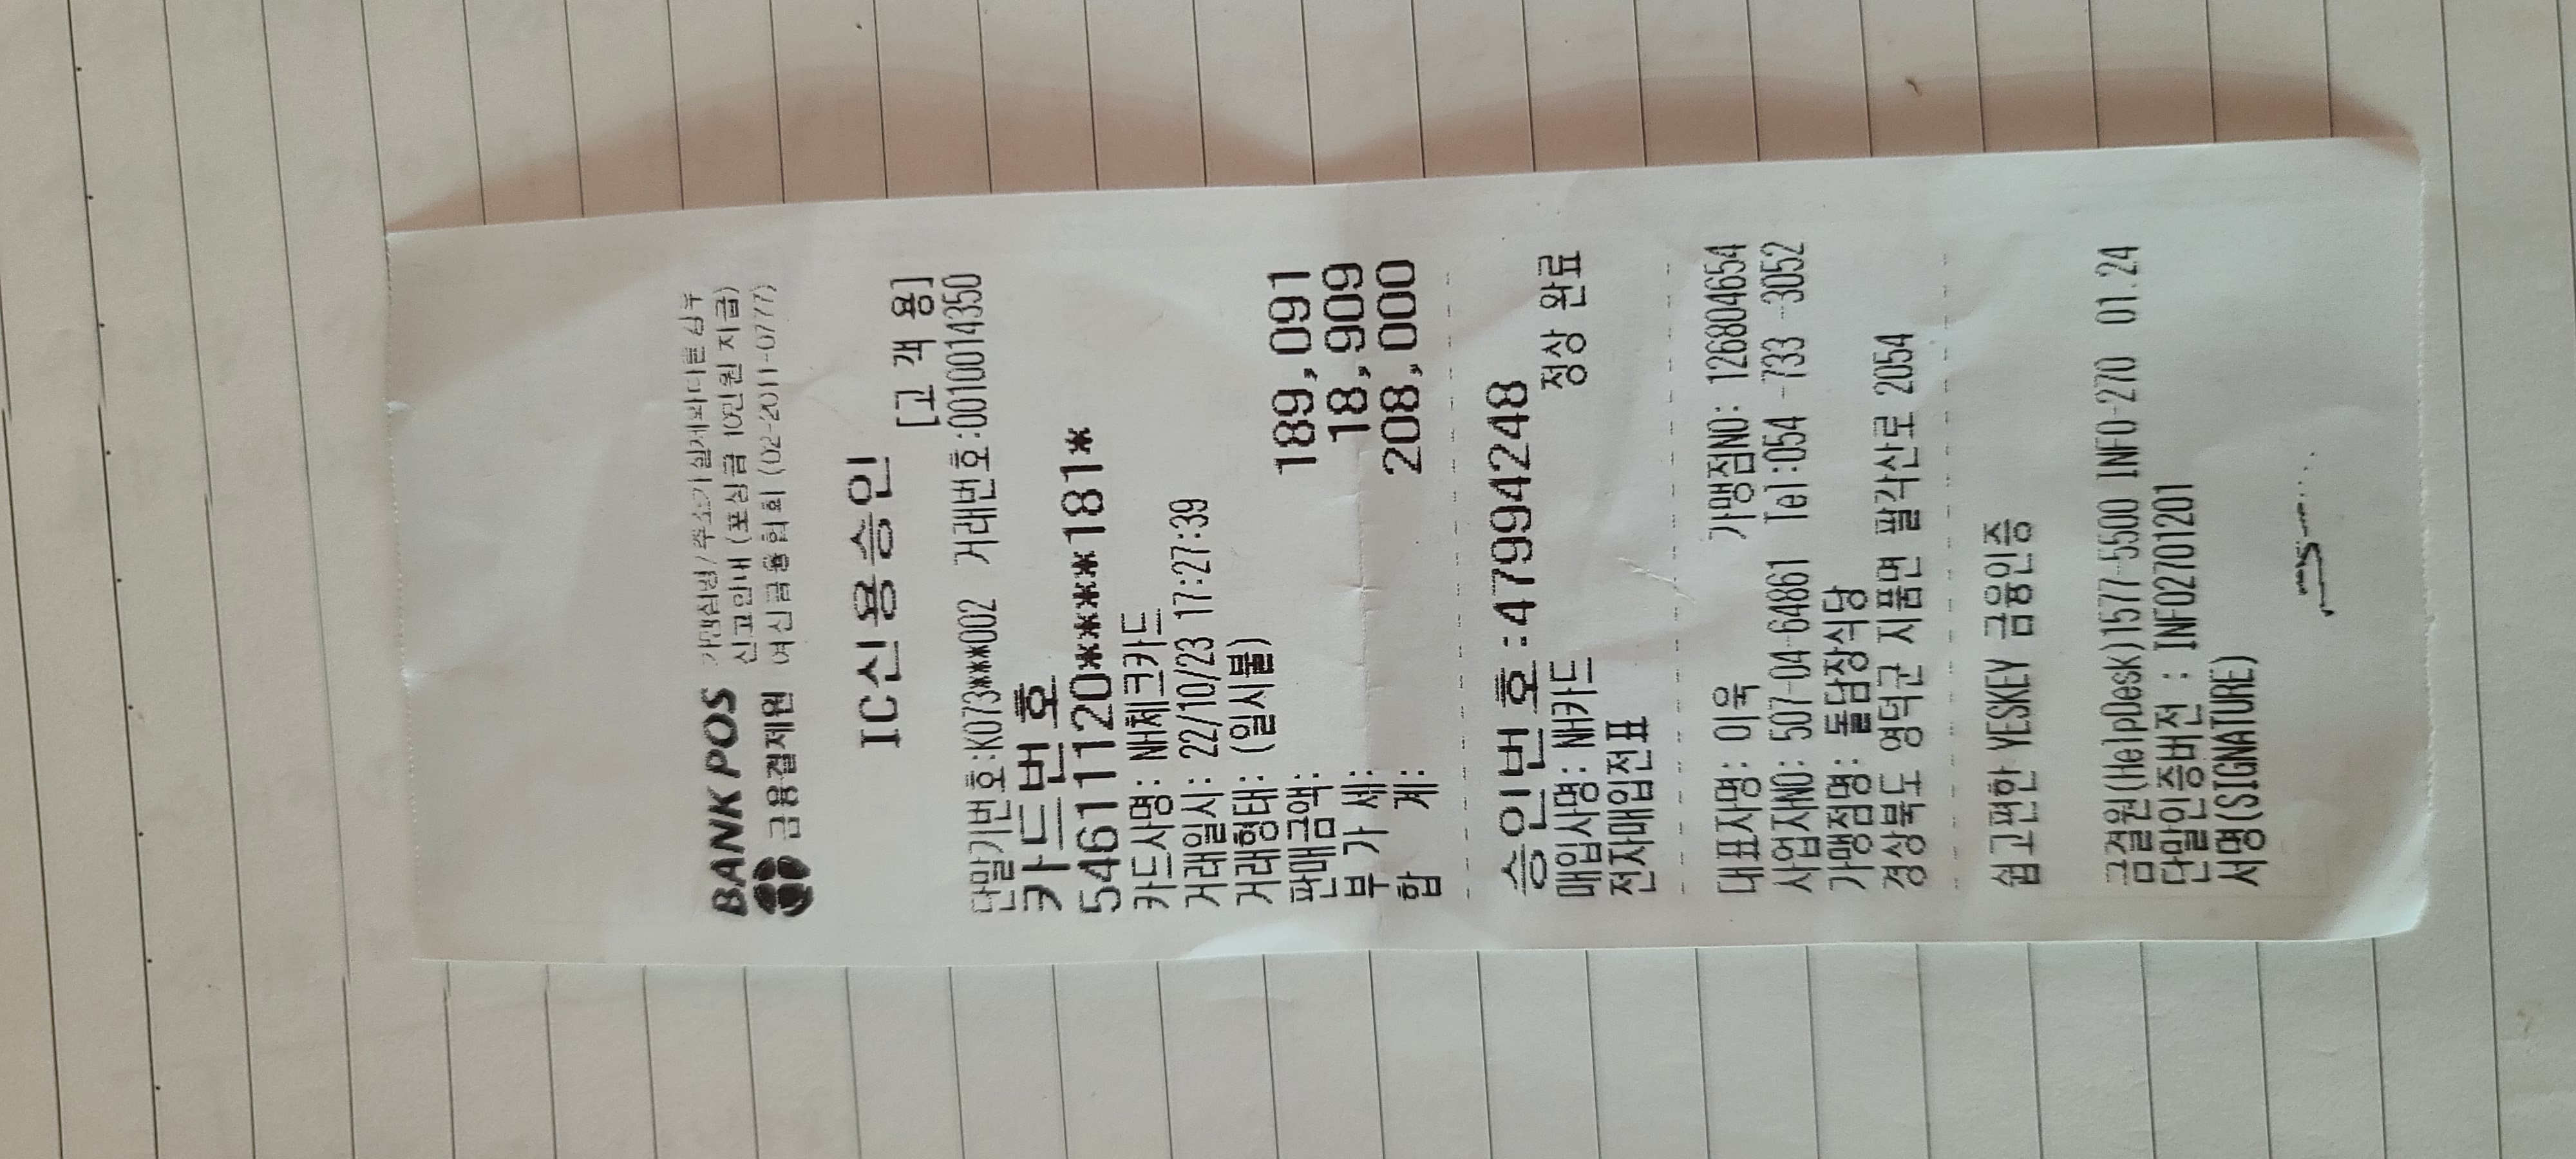 BANK POS 가맹점명/주소가 실제와 다를 경우
신고안내 (포상금 10만원 지급)
금융결제원 여신금융협회 (02-2011-0777)
IC신용승인
[고 객 용]
단말기번호:K073***002 거래번호:0010014350
카드번호
54611120*****181*
카드사명: NH체크카드
거래일시: 22/10/23 17:27:39
거래형태: (일시불)
판매금액: 189,091
부 가 세: 18,909
합 계: 208,000
승인번호:47994248
매입사명: NH카드 정상 완료
전자매입전표
대표자명: 이욱 가맹점NO: 126804654
사업자NO: 507-04-64861 Tel:054 -733 -3052
가맹점명: 돌담장식당
경상북도 영덕군 지품면 팔각산로 2054
쉽고편한 YESKEY 금융인증
금결원(HelpDesk)1577-5500 INFO-270 01.24
단말인증버전 : INF02701201
서명(SIGNATURE)